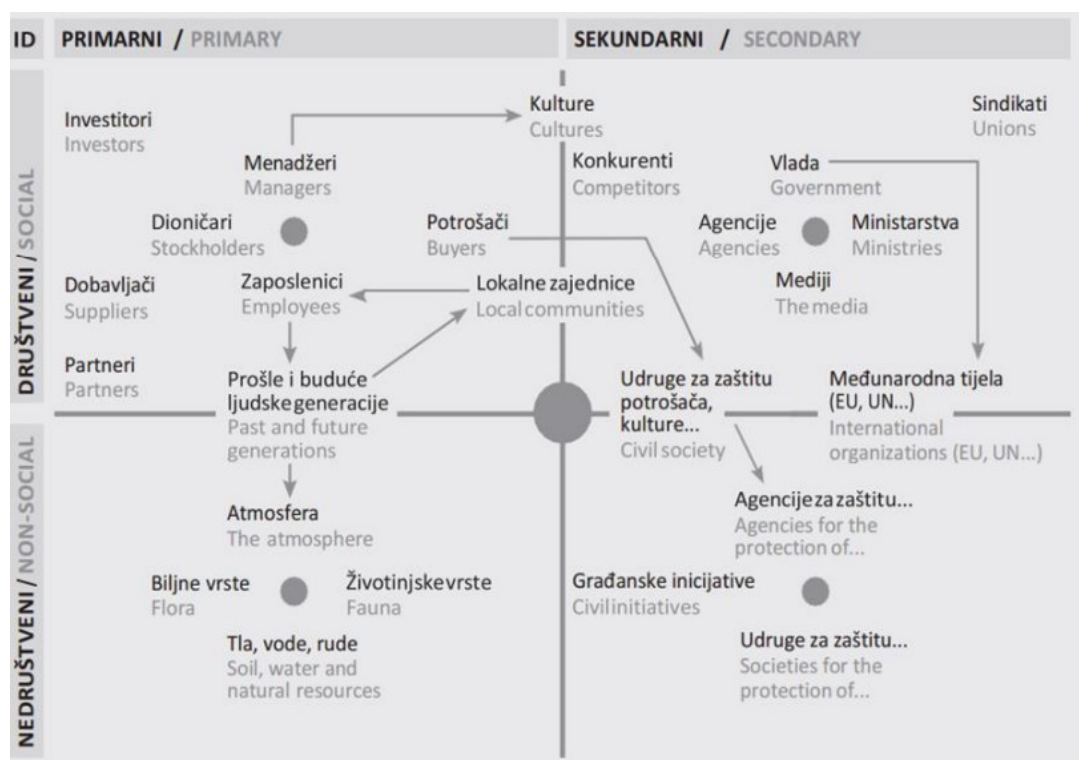 ID PRIMARNI / PRIMARY SEKUNDARNI / SECONDARY
DRUŠTVENI / SOCIAL
Investitori
Investors
Menadžeri
Managers
Dioničari
Stockholders
Dobavljači
Suppliers
Zaposlenici
Employees
Partneri
Partners
Potrošači
Buyers
Kulture
Cultures
Lokalne zajednice
Local communities
Prošle i buduće
ljudske generacije
Past and future
generations
Konkurenti
Competitors
Vlada
Government
Sindikati
Unions
Agencije
Agencies
Ministarstva
Ministries
Mediji
The media
Udruge za zaštitu
potrošača,
kulture...
Civil society
Međunarodna tijela
(EU, UN...)
International
organizations (EU, UN...)
NEDRUŠTVENI / NON-SOCIAL
Atmosfera
The atmosphere
Biljne vrste
Flora
Životinjske vrste
Fauna
Tla, vode, rude
Soil, water and
natural resources
Agencije za zaštitu...
Agencies for the
protection of...
Građanske inicijative
Civil initiatives
Udruge za zaštitu...
Societies for the
protection of...